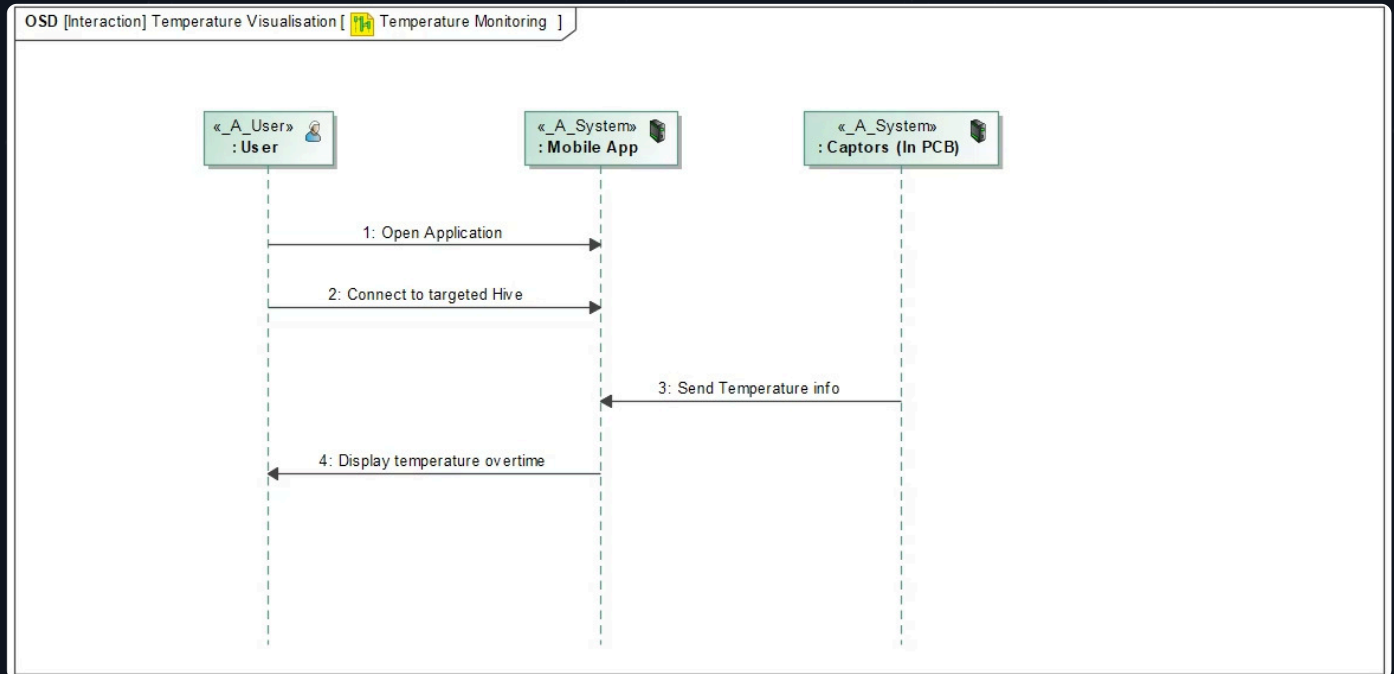 OSD [Interaction] Temperature Visualisation [ Temperature Monitoring ]
«_A_User»
: User
«_A_System»
: Mobile App
«_A_System»
: Captors (In PCB)
1: Open Application
2: Connect to targeted Hive
3: Send Temperature info
4: Display temperature overtime